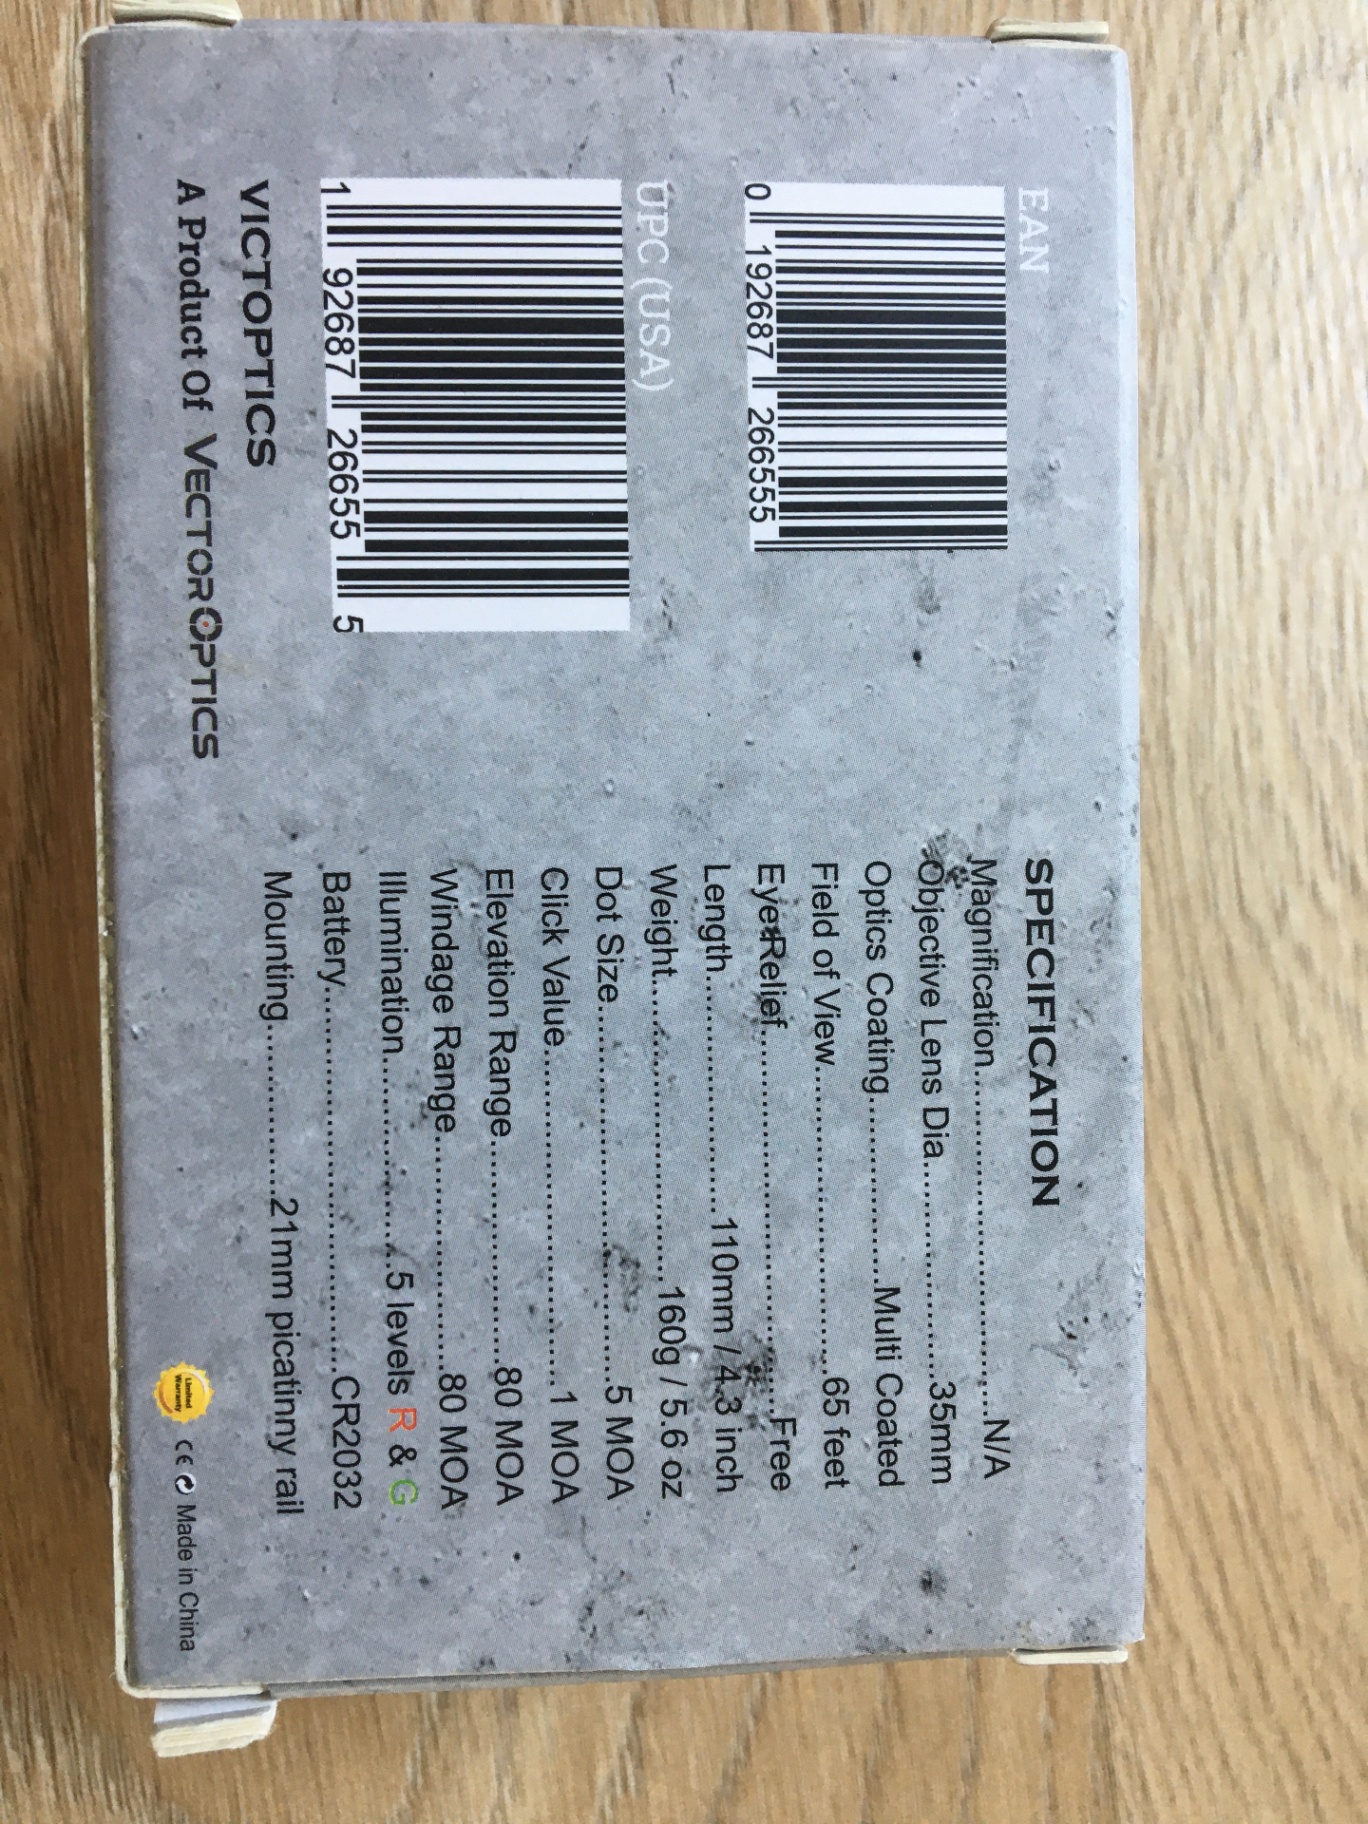 EAN
0 192687 266555
UPC (USA)
1 92687 26655 5
VICTOPTICS
A Product Of VECTOR OPTICS
SPECIFICATION
Magnification................................N/A
Objective Lens Dia....................35mm
Optics Coating.................Multi Coated
Field of View............................65 feet
Eye Relief...................................Free
Length.....................110mm / 4.3 inch
Weight..........................160g / 5.6 oz
Dot Size..................................5 MOA
Click Value..............................1 MOA
Elevation Range....................80 MOA
Windage Range.....................80 MOA
Illumination....................5 levels R & G
Battery..................................CR2032
Mounting...............21mm picatinny rail
Limited
Warranty
CE Made in China